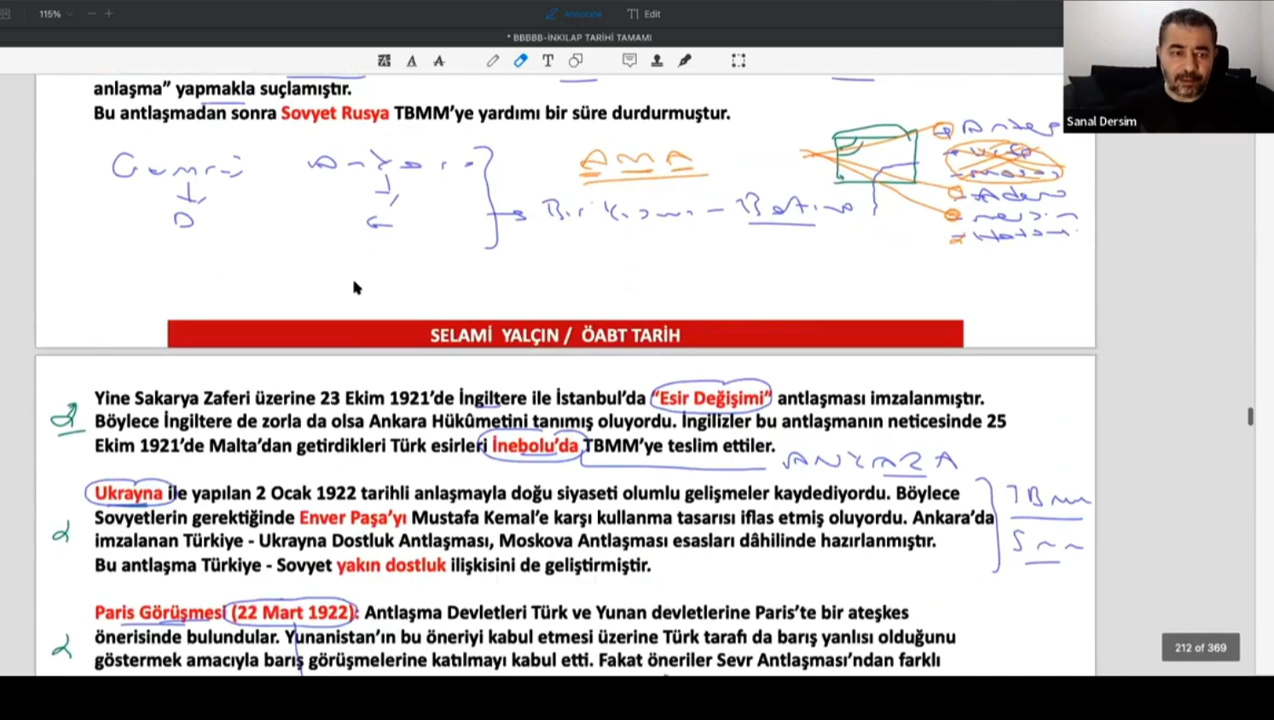 115%
Annotate
Edit
* BBBBB-İNKILAP TARİHİ TAMAMI
Sanal Dersim
anlaşma” yapmakla suçlamıştır.
Bu antlaşmadan sonra Sovyet Rusya TBMM’ye yardımı bir süre durdurmuştur.
AMA
SELAMİ YALÇIN / ÖABT TARİH
Yine Sakarya Zaferi üzerine 23 Ekim 1921’de İngiltere ile İstanbul’da “Esir Değişimi” antlaşması imzalanmıştır.
Böylece İngiltere de zorla da olsa Ankara Hükûmetini tanımış oluyordu. İngilizler bu antlaşmanın neticesinde 25
Ekim 1921’de Malta’dan getirdikleri Türk esirleri İnebolu’da TBMM’ye teslim ettiler.
Ukrayna ile yapılan 2 Ocak 1922 tarihli anlaşmayla doğu siyaseti olumlu gelişmeler kaydediyordu. Böylece
Sovyetlerin gerektiğinde Enver Paşa’yı Mustafa Kemal’e karşı kullanma tasarısı iflas etmiş oluyordu. Ankara’da
imzalanan Türkiye - Ukrayna Dostluk Antlaşması, Moskova Antlaşması esasları dâhilinde hazırlanmıştır.
Bu antlaşma Türkiye - Sovyet yakın dostluk ilişkisini de geliştirmiştir.
Paris Görüşmesi (22 Mart 1922): Antlaşma Devletleri Türk ve Yunan devletlerine Paris’te bir ateşkes
önerisinde bulundular. Yunanistan’ın bu öneriyi kabul etmesi üzerine Türk tarafı da barış yanlısı olduğunu
göstermek amacıyla barış görüşmelerine katılmayı kabul etti. Fakat öneriler Sevr Antlaşması’ndan farklı
212 of 369